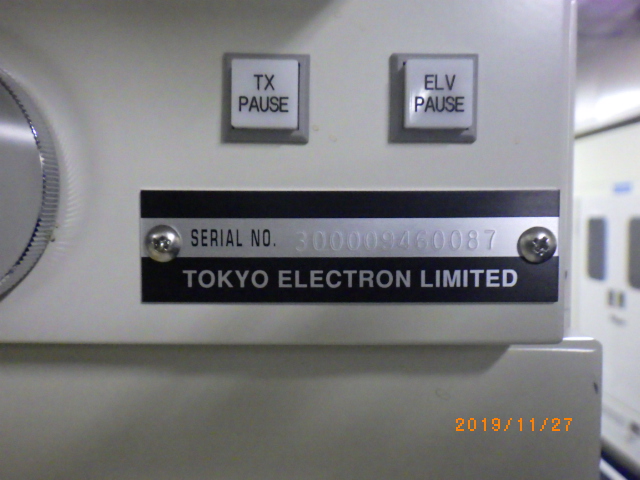 TX
PAUSE
ELV
PAUSE
SERIAL NO. 300009460087
TOKYO ELECTRON LIMITED
2019/11/27